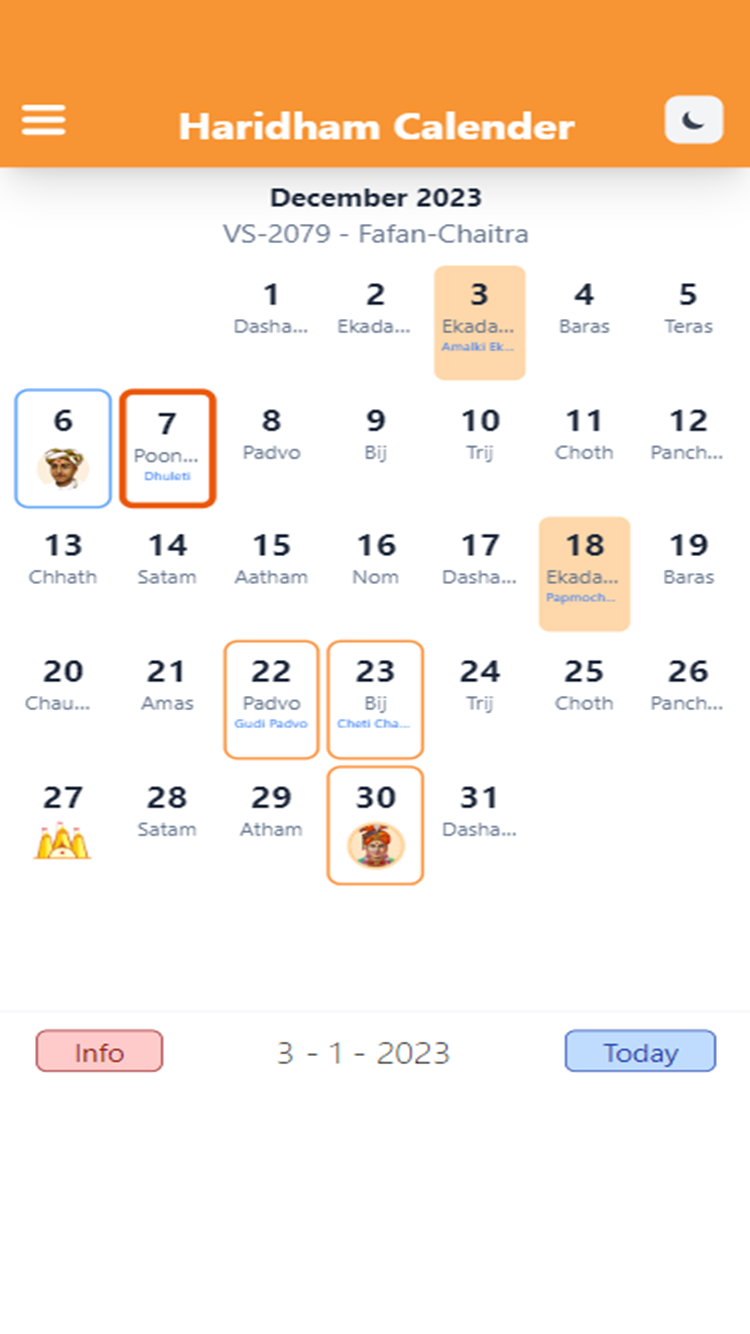 Haridham Calender
December 2023
VS-2079 - Fafan-Chaitra
1 2 3 4 5
Dasha... Ekada... Ekada... Baras Teras
Amalki Ek...
6 7 8 9 10 11 12
Poon... Padvo Bij Trij Choth Panch...
Dhuleti
13 14 15 16 17 18 19
Chhath Satam Aatham Nom Dasha... Ekada... Baras
Papmoch...
20 21 22 23 24 25 26
Chau... Amas Padvo Bij Trij Choth Panch...
Gudi Padvo Cheti Cha...
27 28 29 30 31
Satam Atham Dasha...
Info 3 - 1 - 2023 Today